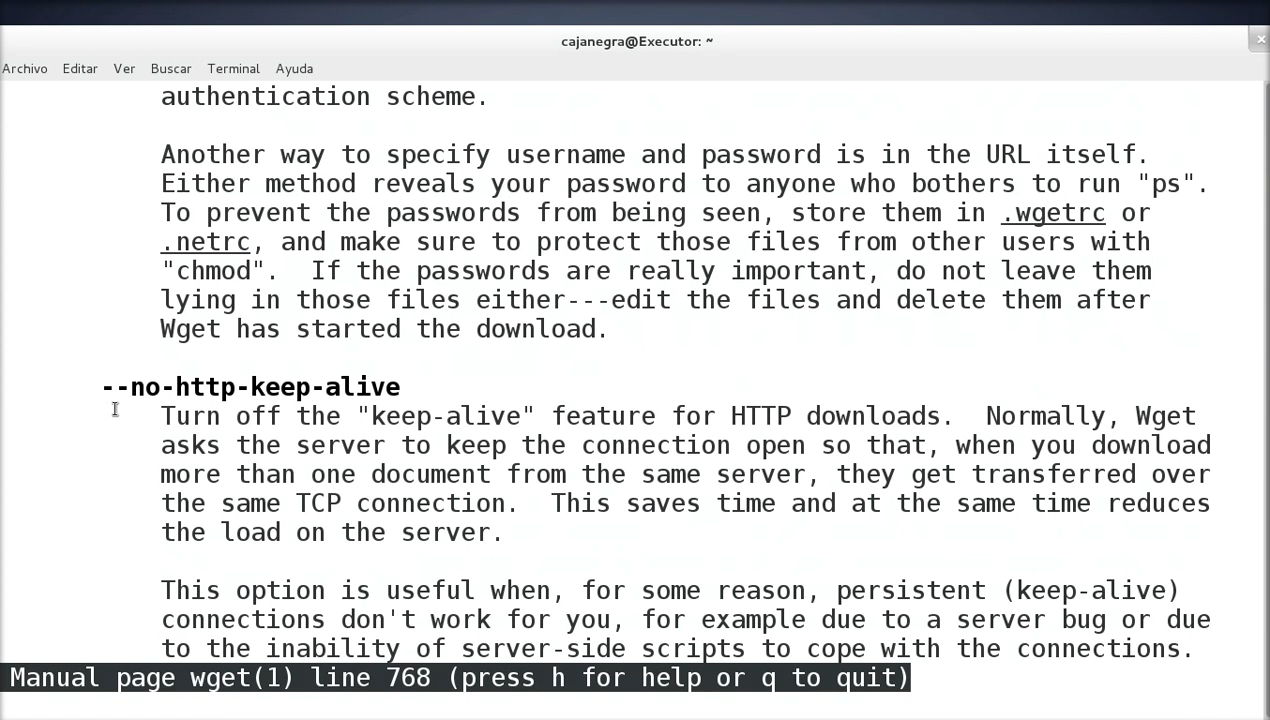 cajanegra@Executor: ~
Archivo Editar Ver Buscar Terminal Ayuda
authentication scheme.
Another way to specify username and password is in the URL itself.
Either method reveals your password to anyone who bothers to run "ps".
To prevent the passwords from being seen, store them in .wgetrc or
.netrc, and make sure to protect those files from other users with
"chmod".  If the passwords are really important, do not leave them
lying in those files either---edit the files and delete them after
Wget has started the download.
--no-http-keep-alive
Turn off the "keep-alive" feature for HTTP downloads.  Normally, Wget
asks the server to keep the connection open so that, when you download
more than one document from the same server, they get transferred over
the same TCP connection.  This saves time and at the same time reduces
the load on the server.
This option is useful when, for some reason, persistent (keep-alive)
connections don't work for you, for example due to a server bug or due
to the inability of server-side scripts to cope with the connections.
Manual page wget(1) line 768 (press h for help or q to quit)